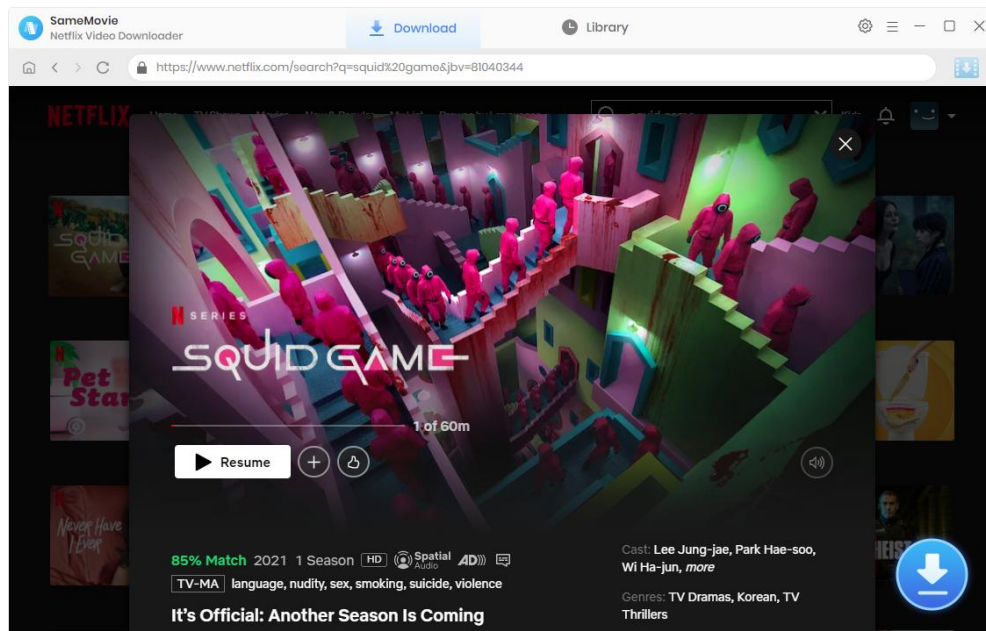 SameMovie
Netflix Video Downloader
Download
Library
https://www.netflix.com/search?q=squid%20game&jbv=81040344
NETFLIX
SQUID GAME
N SERIES
SQUID GAME
1 of 60m
Resume
85% Match 2021 1 Season HD Spatial Audio AD
TV-MA language, nudity, sex, smoking, suicide, violence
It's Official: Another Season Is Coming
Cast: Lee Jung-jae, Park Hae-soo,
Wi Ha-jun, more
Genres: TV Dramas, Korean, TV
Thrillers
Pet
Star
Never Have
I Ever
HEIST